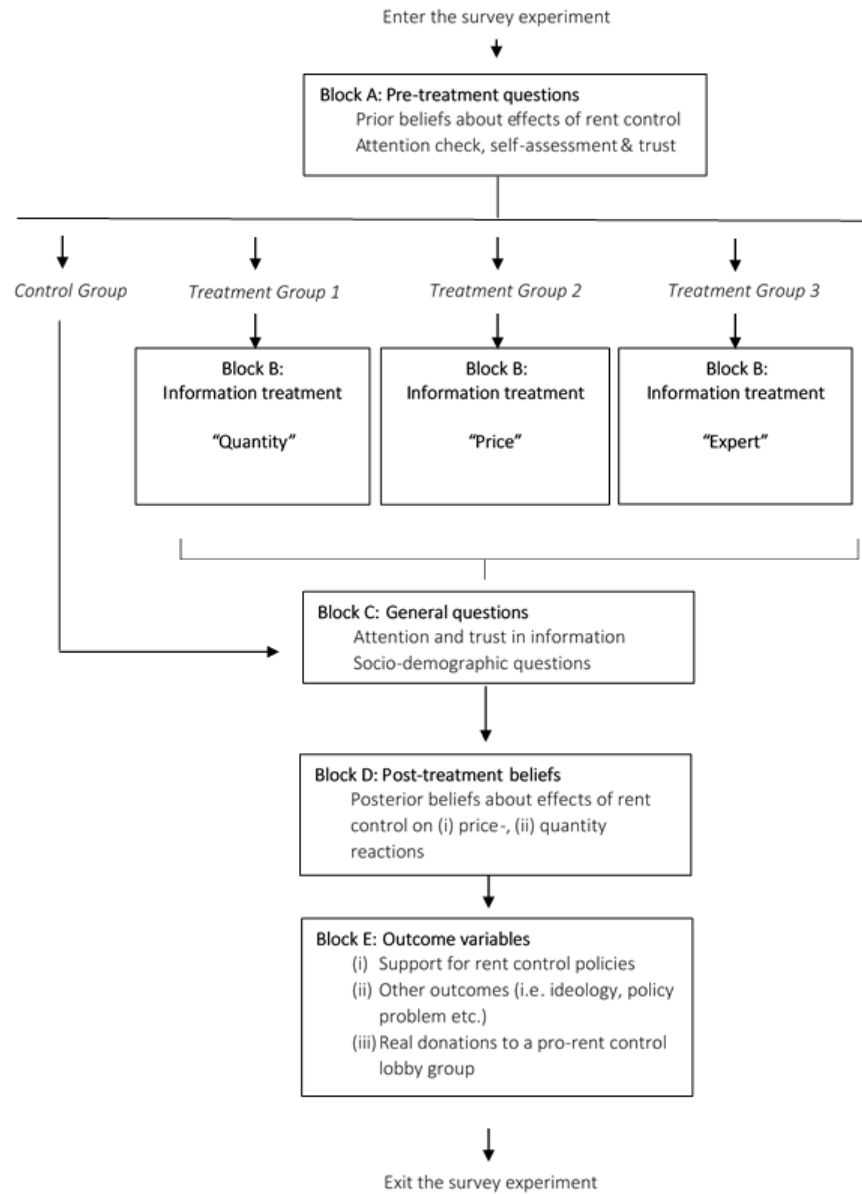 Enter the survey experiment
Block A: Pre-treatment questions
Prior beliefs about effects of rent control
Attention check, self-assessment & trust
Control Group
Treatment Group 1
Treatment Group 2
Treatment Group 3
Block B:
Information treatment
"Quantity"
Block B:
Information treatment
"Price"
Block B:
Information treatment
"Expert"
Block C: General questions
Attention and trust in information
Socio-demographic questions
Block D: Post-treatment beliefs
Posterior beliefs about effects of rent
control on (i) price-, (ii) quantity
reactions
Block E: Outcome variables
(i) Support for rent control policies
(ii) Other outcomes (i.e. ideology, policy
problem etc.)
(iii) Real donations to a pro-rent control
lobby group
Exit the survey experiment